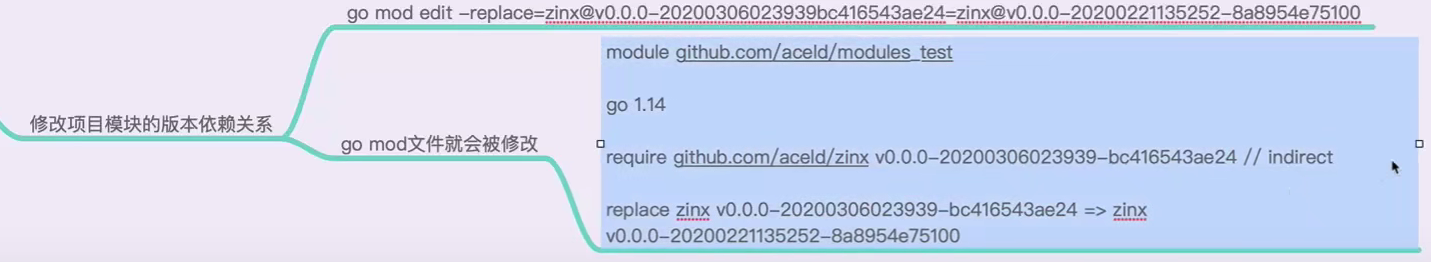 go mod edit -replace=zinx@v0.0.0-20200306023939bc416543ae24=zinx@v0.0.0-20200221135252-8a8954e75100
module github.com/aceld/modules_test
go 1.14
修改项目模块的版本依赖关系
go mod文件就会被修改
require github.com/aceld/zinx v0.0.0-20200306023939-bc416543ae24 // indirect
replace zinx v0.0.0-20200306023939-bc416543ae24 => zinx
v0.0.0-20200221135252-8a8954e75100